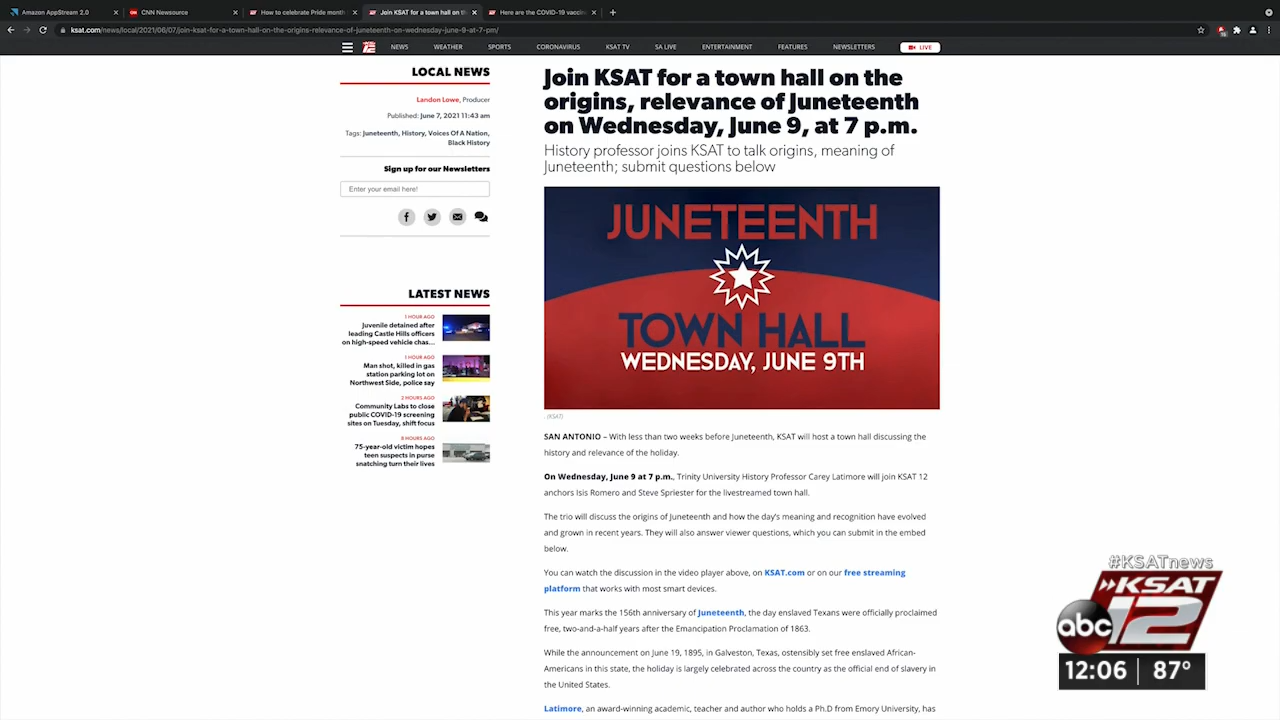 Amazon AppStream 2.0
CNN Newsource
How to celebrate Pride month
Join KSAT for a town hall on th
Here are the COVID-19 vaccin
ksat.com/news/local/2021/06/07/join-ksat-for-a-town-hall-on-the-origins-relevance-of-juneteenth-on-wednesday-june-9-at-7-pm/
12 NEWS WEATHER SPORTS CORONAVIRUS KSAT TV SA LIVE ENTERTAINMENT FEATURES NEWSLETTERS LIVE
LOCAL NEWS
Landon Lowe, Producer
Published: June 7, 2021 11:43 am
Tags: Juneteenth, History, Voices Of A Nation,
Black History
Sign up for our Newsletters
Enter your email here!
LATEST NEWS
1 HOUR AGO
Juvenile detained after
leading Castle Hills officers
on high-speed vehicle chas...
1 HOUR AGO
Man shot, killed in gas
station parking lot on
Northwest Side, police say
2 HOURS AGO
Community Labs to close
public COVID-19 screening
sites on Tuesday, shift focus
8 HOURS AGO
75-year-old victim hopes
teen suspects in purse
snatching turn their lives
Join KSAT for a town hall on the
origins, relevance of Juneteenth
on Wednesday, June 9, at 7 p.m.
History professor joins KSAT to talk origins, meaning of
Juneteenth; submit questions below
JUNETEENTH
TOWN HALL
WEDNESDAY, JUNE 9TH
(KSAT)
SAN ANTONIO – With less than two weeks before Juneteenth, KSAT will host a town hall discussing the
history and relevance of the holiday.
On Wednesday, June 9 at 7 p.m., Trinity University History Professor Carey Latimore will join KSAT 12
anchors Isis Romero and Steve Spriester for the livestreamed town hall.
The trio will discuss the origins of Juneteenth and how the day's meaning and recognition have evolved
and grown in recent years. They will also answer viewer questions, which you can submit in the embed
below.
You can watch the discussion in the video player above, on KSAT.com or on our free streaming
platform that works with most smart devices.
This year marks the 156th anniversary of Juneteenth, the day enslaved Texans were officially proclaimed
free, two-and-a-half years after the Emancipation Proclamation of 1863.
While the announcement on June 19, 1895, in Galveston, Texas, ostensibly set free enslaved African-
Americans in this state, the holiday is largely celebrated across the country as the official end of slavery in
the United States.
Latimore, an award-winning academic, teacher and author who holds a Ph.D from Emory University, has
#KSATnews
KSAT
abc 12
12:06 87°